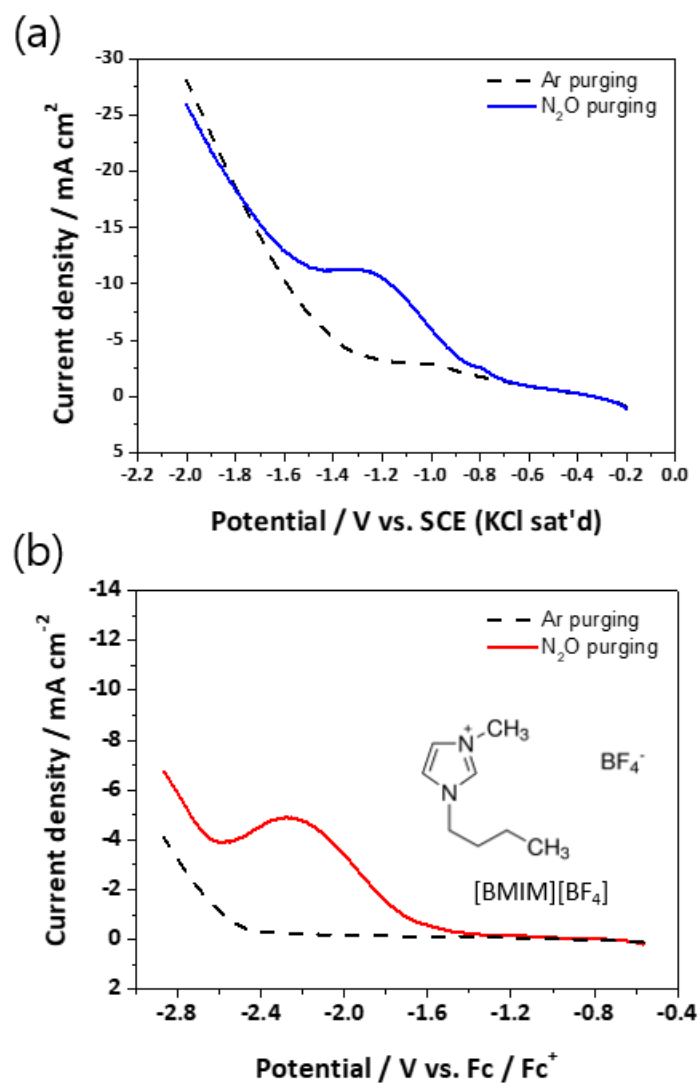 (a)
-30
-25
-20
-15
-10
-5
0
5
Current density / mA cm²
Ar purging
N₂O purging
-2.2 -2.0 -1.8 -1.6 -1.4 -1.2 -1.0 -0.8 -0.6 -0.4 -0.2 0.0
Potential / V vs. SCE (KCl sat'd)
(b)
-14
-12
-10
-8
-6
-4
-2
0
2
Current density / mA cm⁻²
Ar purging
N₂O purging
N⁺
CH₃
N
CH₃
BF₄⁻
[BMIM][BF₄]
-2.8 -2.4 -2.0 -1.6 -1.2 -0.8 -0.4
Potential / V vs. Fc / Fc⁺